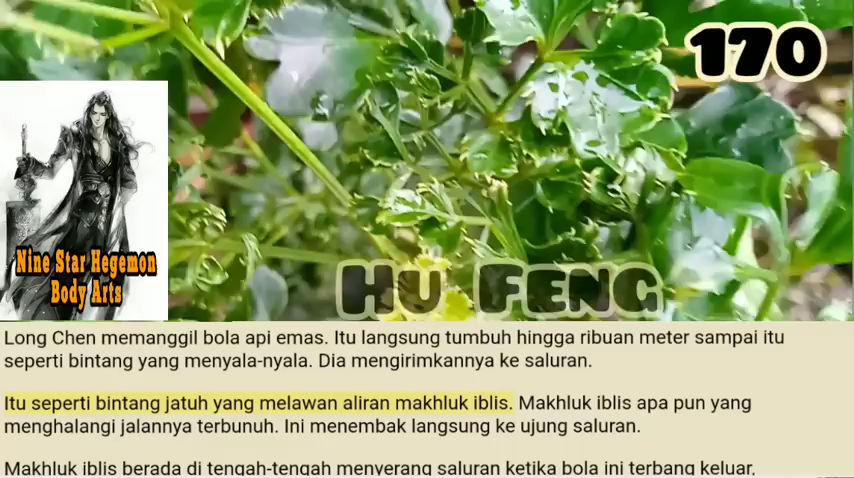 170
Nine Star Hegemon
Body Arts
HU FENG
Long Chen memanggil bola api emas. Itu langsung tumbuh hingga ribuan meter sampai itu
seperti bintang yang menyala-nyala. Dia mengirimkannya ke saluran.
Itu seperti bintang jatuh yang melawan aliran makhluk iblis. Makhluk iblis apa pun yang
menghalangi jalannya terbunuh. Ini menembak langsung ke ujung saluran.
Makhluk iblis berada di tengah-tengah menyerang saluran ketika bola ini terbang keluar,